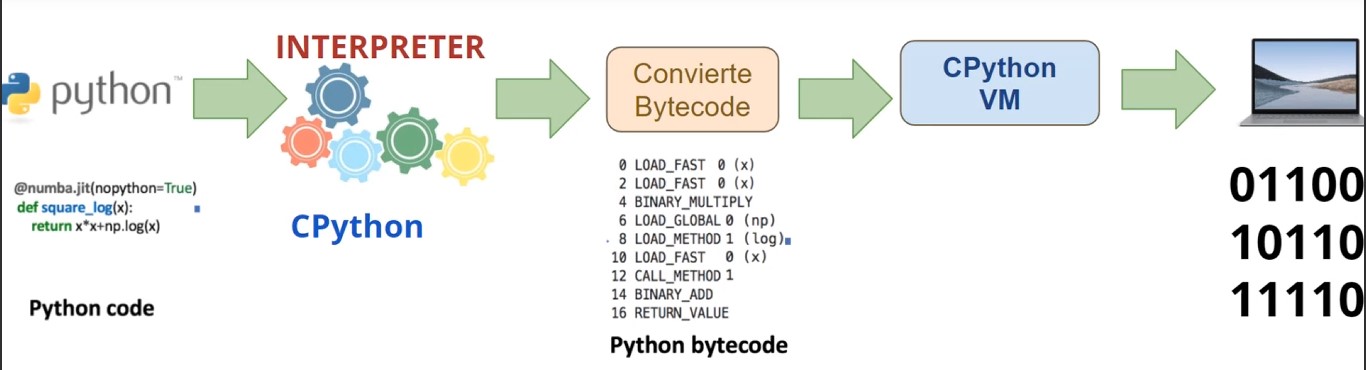 python™
@numba.jit(nopython=True)
def square_log(x):
return x*x+np.log(x)
Python code
INTERPRETER
CPython
Convierte
Bytecode
0 LOAD_FAST 0 (x)
2 LOAD_FAST 0 (x)
4 BINARY_MULTIPLY
6 LOAD_GLOBAL 0 (np)
8 LOAD_METHOD 1 (log)
10 LOAD_FAST 0 (x)
12 CALL_METHOD 1
14 BINARY_ADD
16 RETURN_VALUE
Python bytecode
CPython
VM
01100
10110
11110